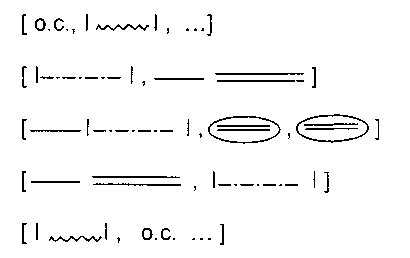 [ o.c., | |, ...]
[ | |, ]
[ | |, , ]
[ , | | ]
[ | |, o.c. ... ]